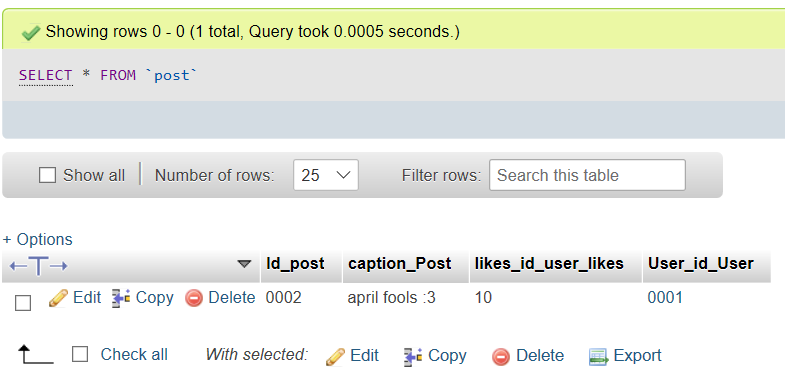 Showing rows 0 - 0 (1 total, Query took 0.0005 seconds.)
SELECT * FROM `post`
Show all Number of rows: 25 Filter rows: Search this table
+ Options
←T→ Id_post caption_Post likes_id_user_likes User_id_User
Edit Copy Delete 0002 april fools :3 10 0001
Check all With selected: Edit Copy Delete Export